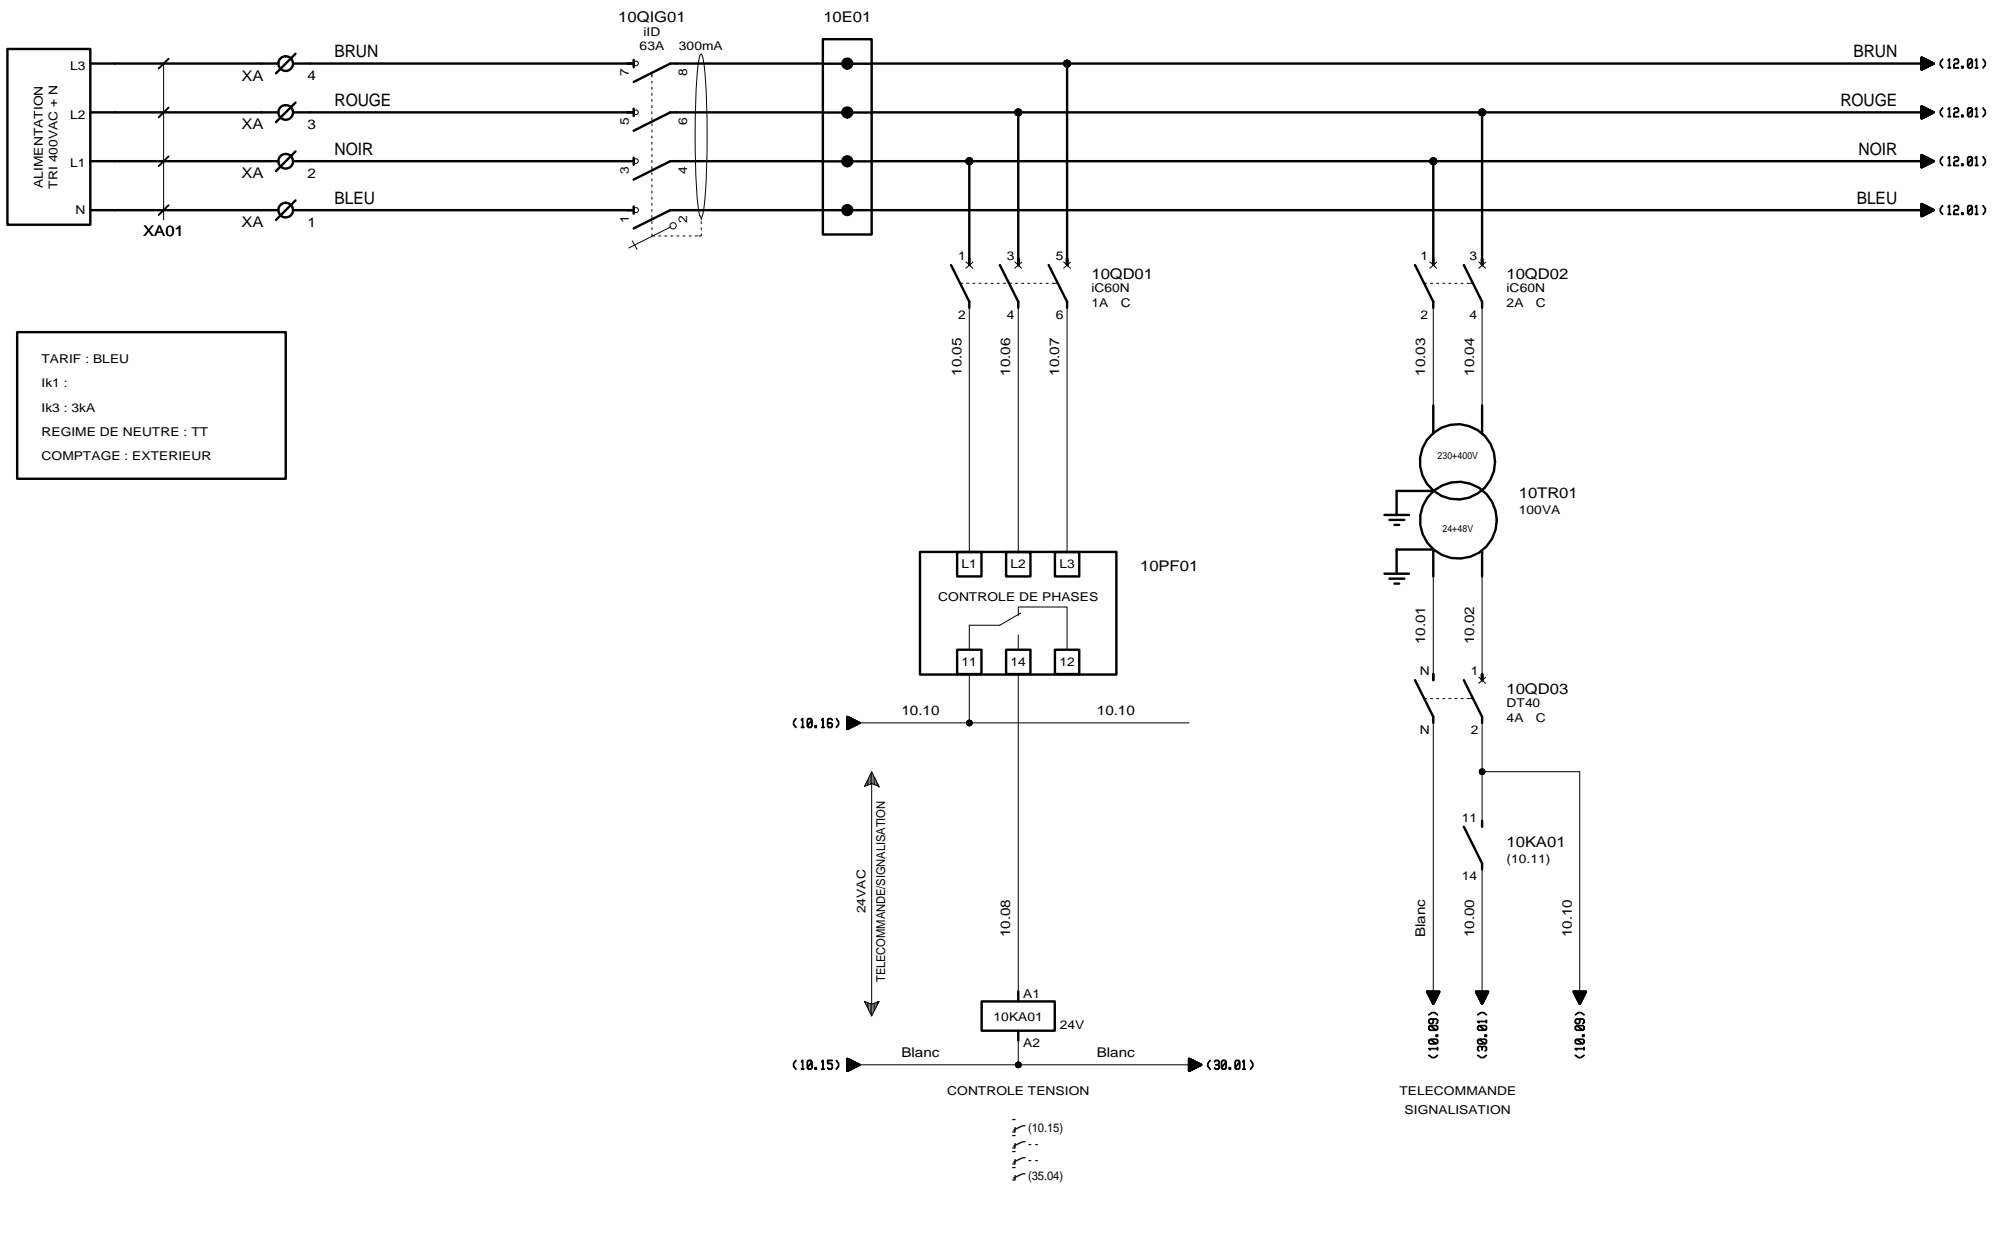 10QIG01
iID
63A 300mA
10E01
ALIMENTATION
TRI 400VAC + N
L3
L2
L1
N
XA01
XA 4
XA 3
XA 2
XA 1
BRUN
ROUGE
NOIR
BLEU
7 8
5 6
3 4
1 2
BRUN (12.01)
ROUGE (12.01)
NOIR (12.01)
BLEU (12.01)
1 3 5
10QD01
iC60N
1A C
2 4 6
10.05
10.06
10.07
1 3
10QD02
iC60N
2A C
2 4
10.03
10.04
TARIF : BLEU
Ik1 :
Ik3 : 3kA
REGIME DE NEUTRE : TT
COMPTAGE : EXTERIEUR
230+400V
24+48V
10TR01
100VA
L1 L2 L3
10PF01
CONTROLE DE PHASES
11 14 12
10.01
10.02
N 1
10QD03
DT40
4A C
N 2
(10.16) 10.10 10.10
24VAC
TELECOMMANDE/SIGNALISATION
10.08
11
10KA01
(10.11)
14
Blanc
10.00
10.10
A1
10KA01
24V
A2
(10.15) Blanc Blanc (30.01)
(10.09)
(30.01)
(10.09)
CONTROLE TENSION
TELECOMMANDE
SIGNALISATION
(10.15)
--
--
(35.04)